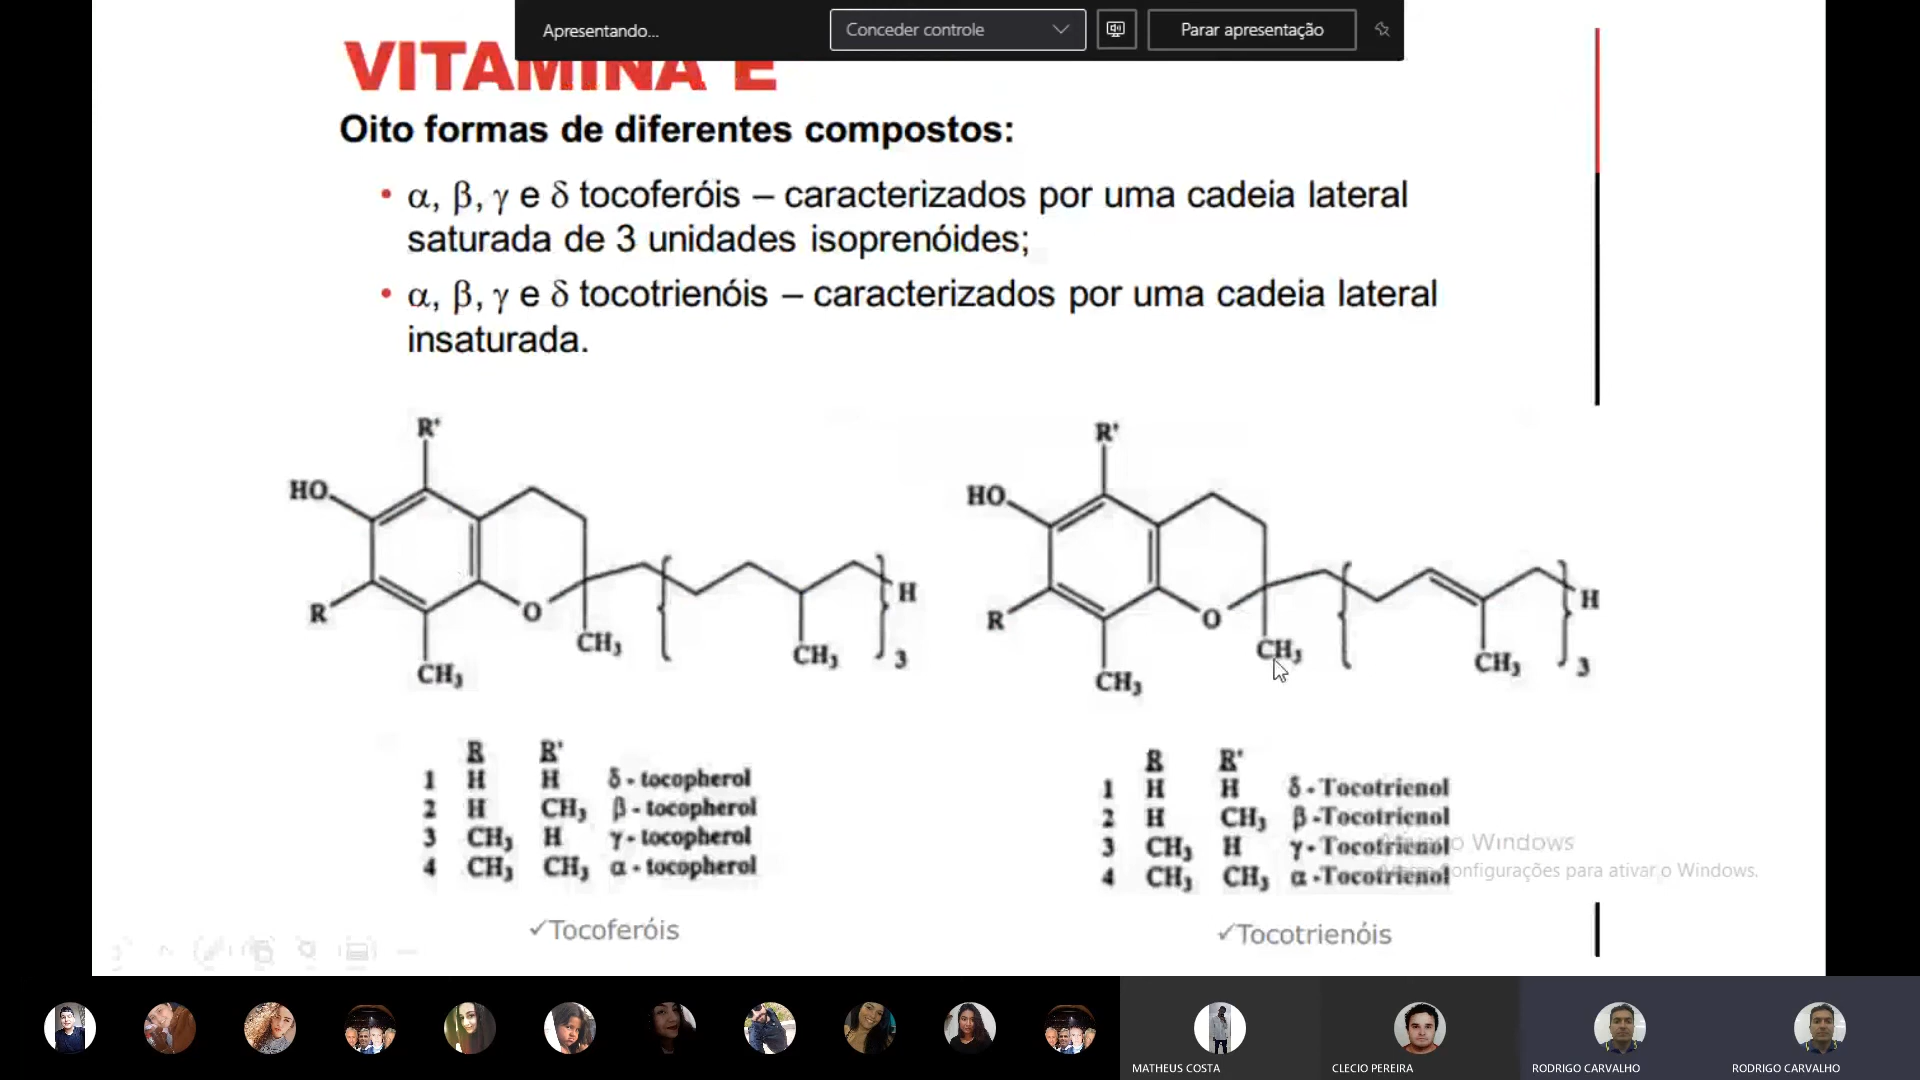 Apresentando...
Conceder controle
Parar apresentação
VITAMINA E
Oito formas de diferentes compostos:
• α, β, γ e δ tocoferóis – caracterizados por uma cadeia lateral
saturada de 3 unidades isoprenóides;
• α, β, γ e δ tocotrienóis – caracterizados por uma cadeia lateral
insaturada.
R'
HO
R
O
CH3
CH3
CH3
H
3
R'
HO
R
O
CH3
CH3
CH3
H
3
R R'
1 H H δ - tocopherol
2 H CH3 β - tocopherol
3 CH3 H γ - tocopherol
4 CH3 CH3 α - tocopherol
R R'
1 H H δ - Tocotrienol
2 H CH3 β -Tocotrienol
3 CH3 H γ - Tocotrienol
4 CH3 CH3 α -Tocotrienol
o Windows
onfigurações para ativar o Windows.
✓Tocoferóis
✓Tocotrienóis
MATHEUS COSTA
CLECIO PEREIRA
RODRIGO CARVALHO
RODRIGO CARVALHO